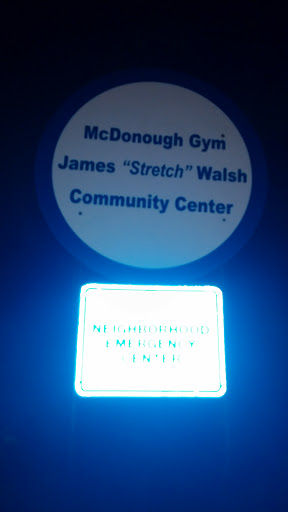 McDonough Gym
James “Stretch” Walsh
Community Center
NEIGHBORHOOD
EMERGENCY
CENTER